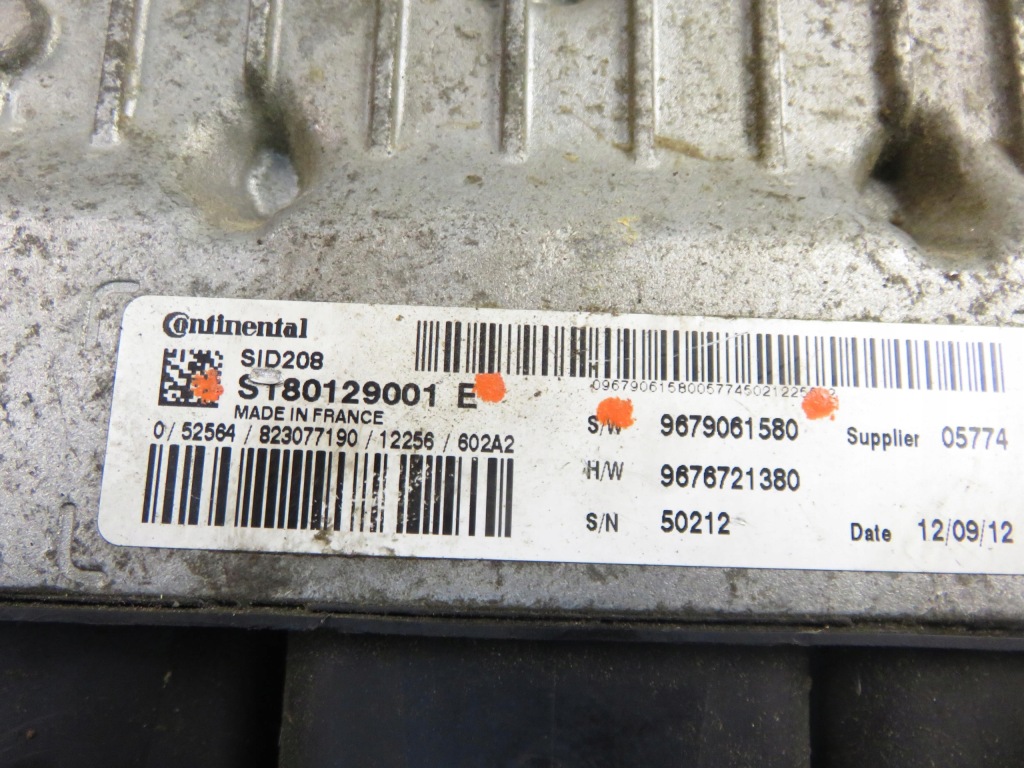 Continental
SID208
S180129001 E
MADE IN FRANCE
0/ 52564 / 823077190 / 12256 / 602A2
S/W 9679061580 Supplier 05774
H/W 9676721380
S/N 50212 Date 12/09/12